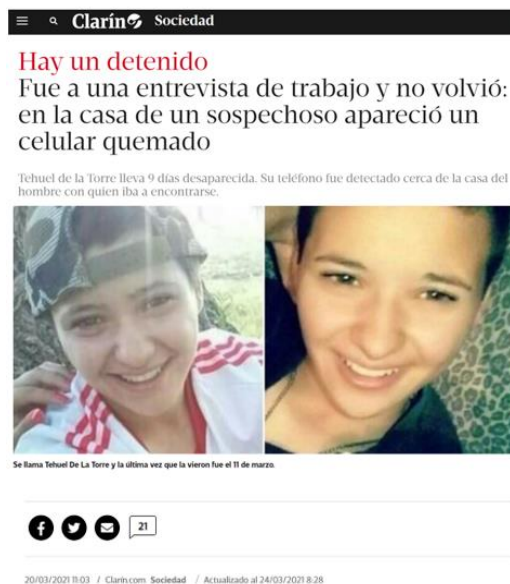 Clarín Sociedad
Hay un detenido
Fue a una entrevista de trabajo y no volvió:
en la casa de un sospechoso apareció un
celular quemado
Tehuel de la Torre lleva 9 días desaparecida. Su teléfono fue detectado cerca de la casa del
hombre con quien iba a encontrarse.
Se llama Tehuel De La Torre y la última vez que la vieron fue el 11 de marzo.
21
20/03/2021 11:03 / Clarín.com Sociedad / Actualizado al 24/03/2021 8:28